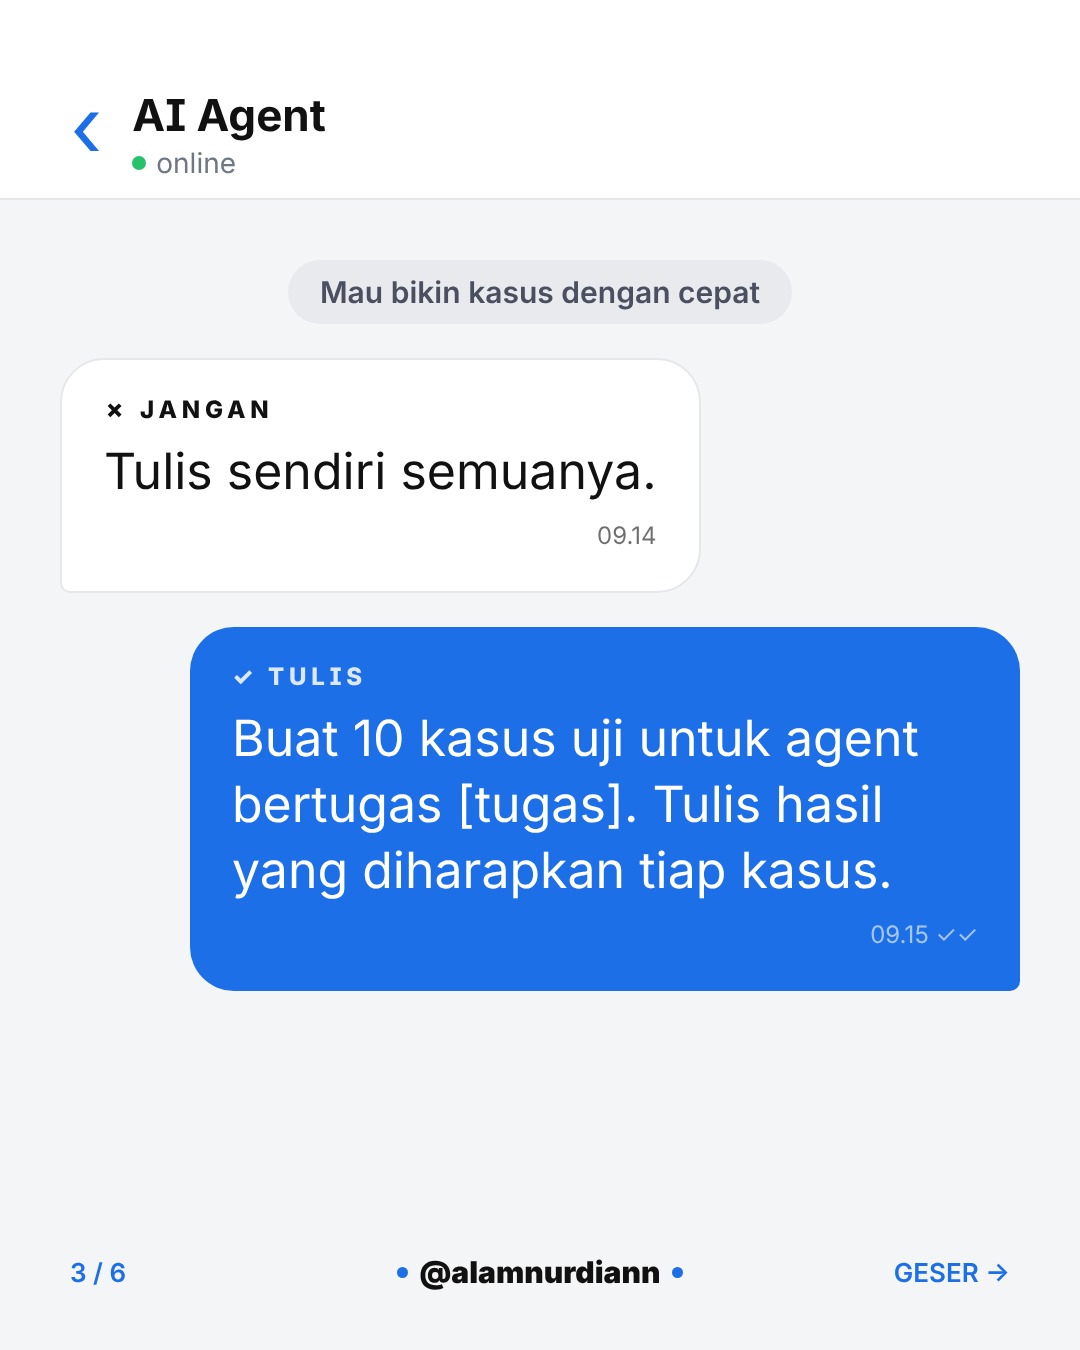 AI Agent
online
Mau bikin kasus dengan cepat
× JANGAN
Tulis sendiri semuanya.
09.14
✓ TULIS
Buat 10 kasus uji untuk agent
bertugas [tugas]. Tulis hasil
yang diharapkan tiap kasus.
09.15 ✓✓
3 / 6
• @alamnurdiann •
GESER →